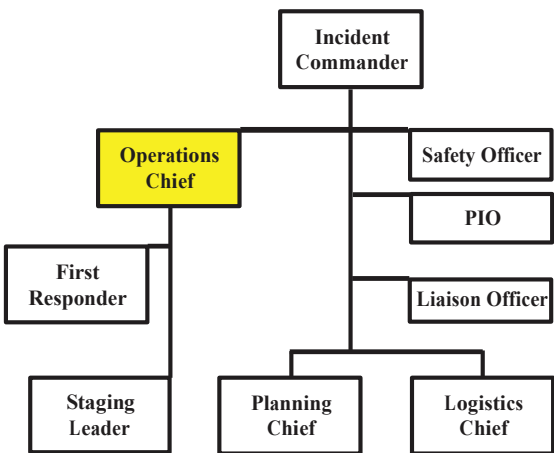 Incident
Commander
Operations
Chief
Safety Officer
PIO
First
Responder
Liaison Officer
Staging
Leader
Planning
Chief
Logistics
Chief